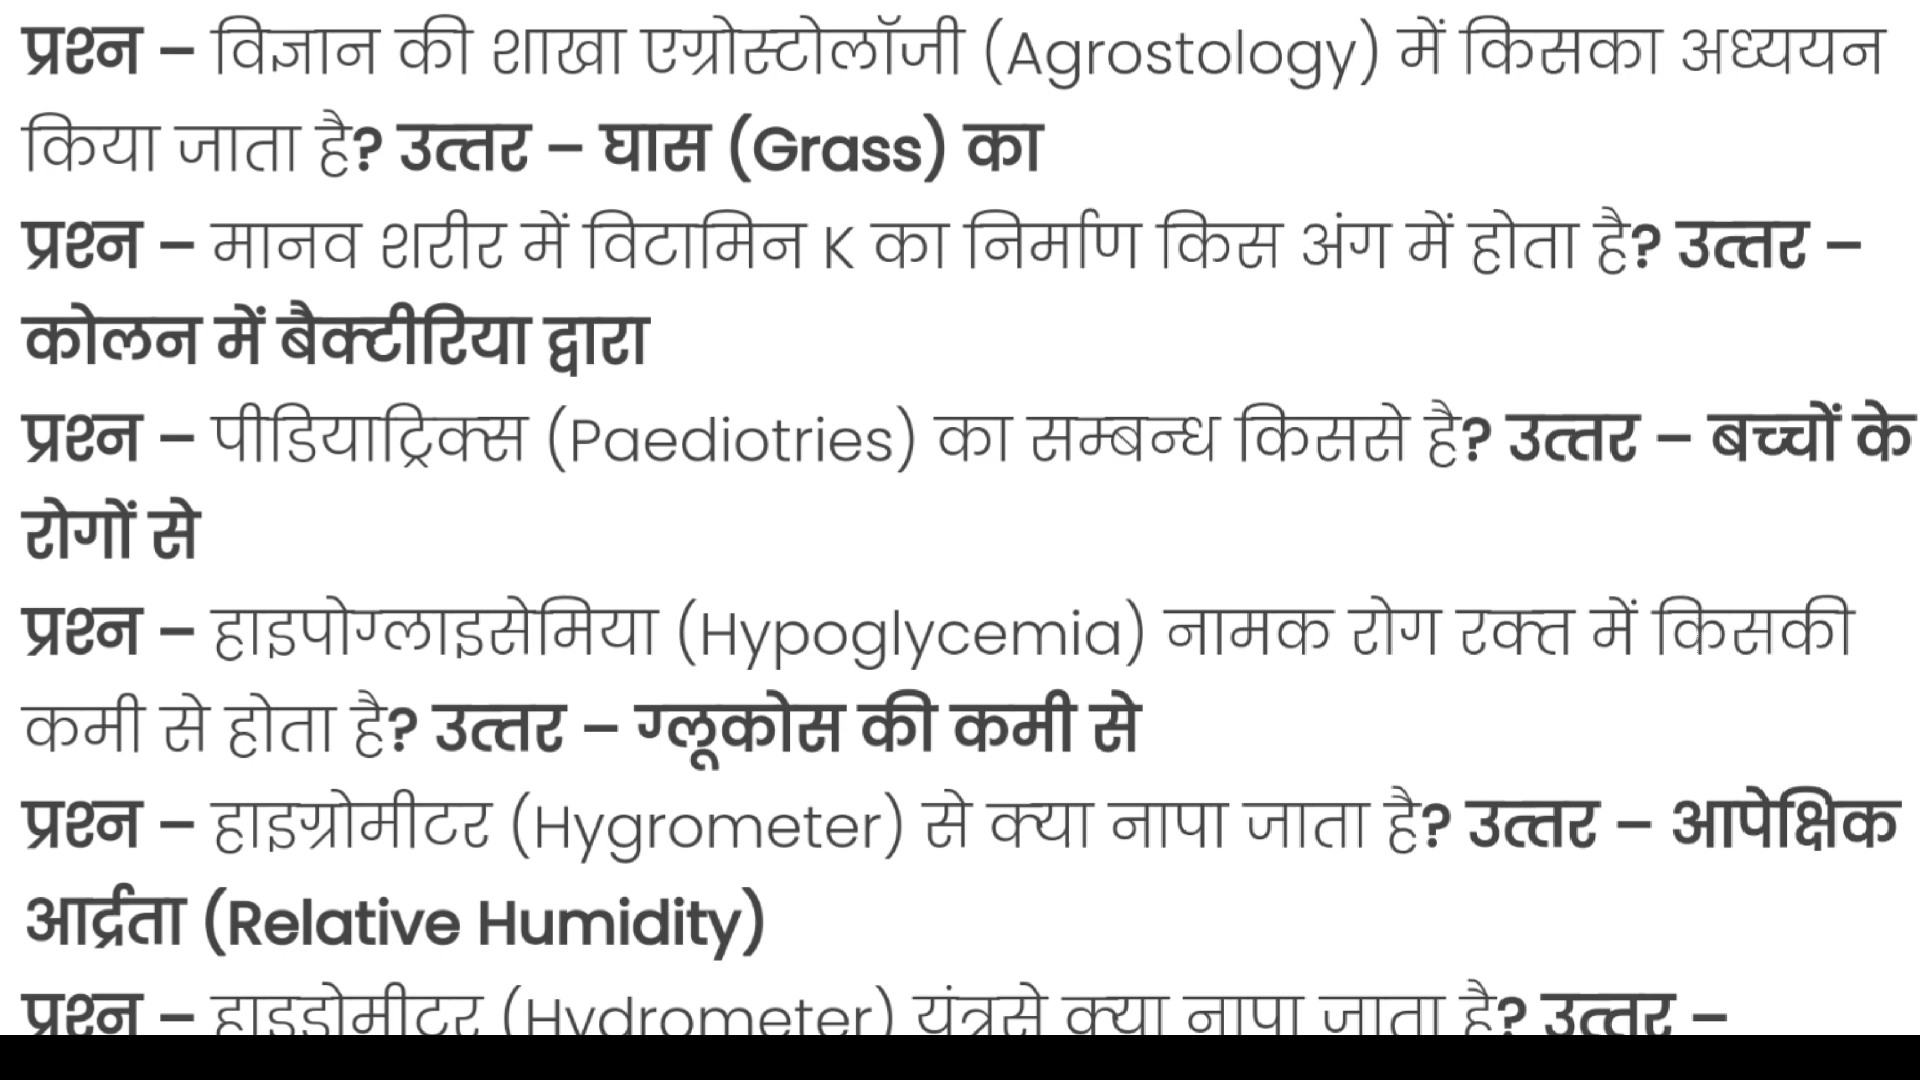 प्रश्न – विज्ञान की शाखा एग्रोस्टोलॉजी (Agrostology) में किसका अध्ययन
किया जाता है? उत्तर – घास (Grass) का
प्रश्न – मानव शरीर में विटामिन K का निर्माण किस अंग में होता है? उत्तर –
कोलन में बैक्टीरिया द्वारा
प्रश्न – पीडियाट्रिक्स (Paediotries) का सम्बन्ध किससे है? उत्तर – बच्चों के
रोगों से
प्रश्न – हाइपोग्लाइसेमिया (Hypoglycemia) नामक रोग रक्त में किसकी
कमी से होता है? उत्तर – ग्लूकोस की कमी से
प्रश्न – हाइग्रोमीटर (Hygrometer) से क्या नापा जाता है? उत्तर – आपेक्षिक
आर्द्रता (Relative Humidity)
प्रश्न – हाइड्रोमीटर (Hydrometer) यंत्रसे क्या नापा जाता है? उत्तर –